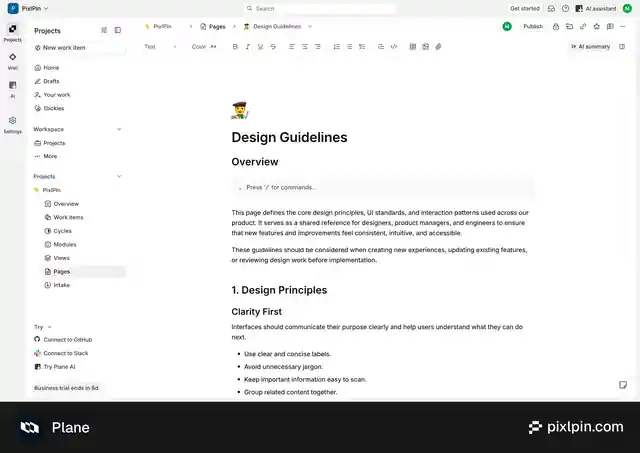 PixlPin
Search
Get started
AI assistant
M
Projects
Wiki
AI
Settings
Projects
New work item
Home
Drafts
Your work
Stickies
Workspace
Projects
More
Projects
PixlPin
Overview
Work items
Cycles
Modules
Views
Pages
Intake
Try
Connect to GitHub
Connect to Slack
Try Plane AI
Business trial ends in 8d
PixlPin
Pages
Design Guidelines
M
Publish
Text
Color
AI summary
Design Guidelines
Overview
Press '/' for commands...
This page defines the core design principles, UI standards, and interaction patterns used across our
product. It serves as a shared reference for designers, product managers, and engineers to ensure
that new features and improvements feel consistent, intuitive, and accessible.
These guidelines should be considered when creating new experiences, updating existing features,
or reviewing design work before implementation.
1. Design Principles
Clarity First
Interfaces should communicate their purpose clearly and help users understand what they can do
next.
Use clear and concise labels.
Avoid unnecessary jargon.
Keep important information easy to scan.
Group related content together.
Plane
pixlpin.com